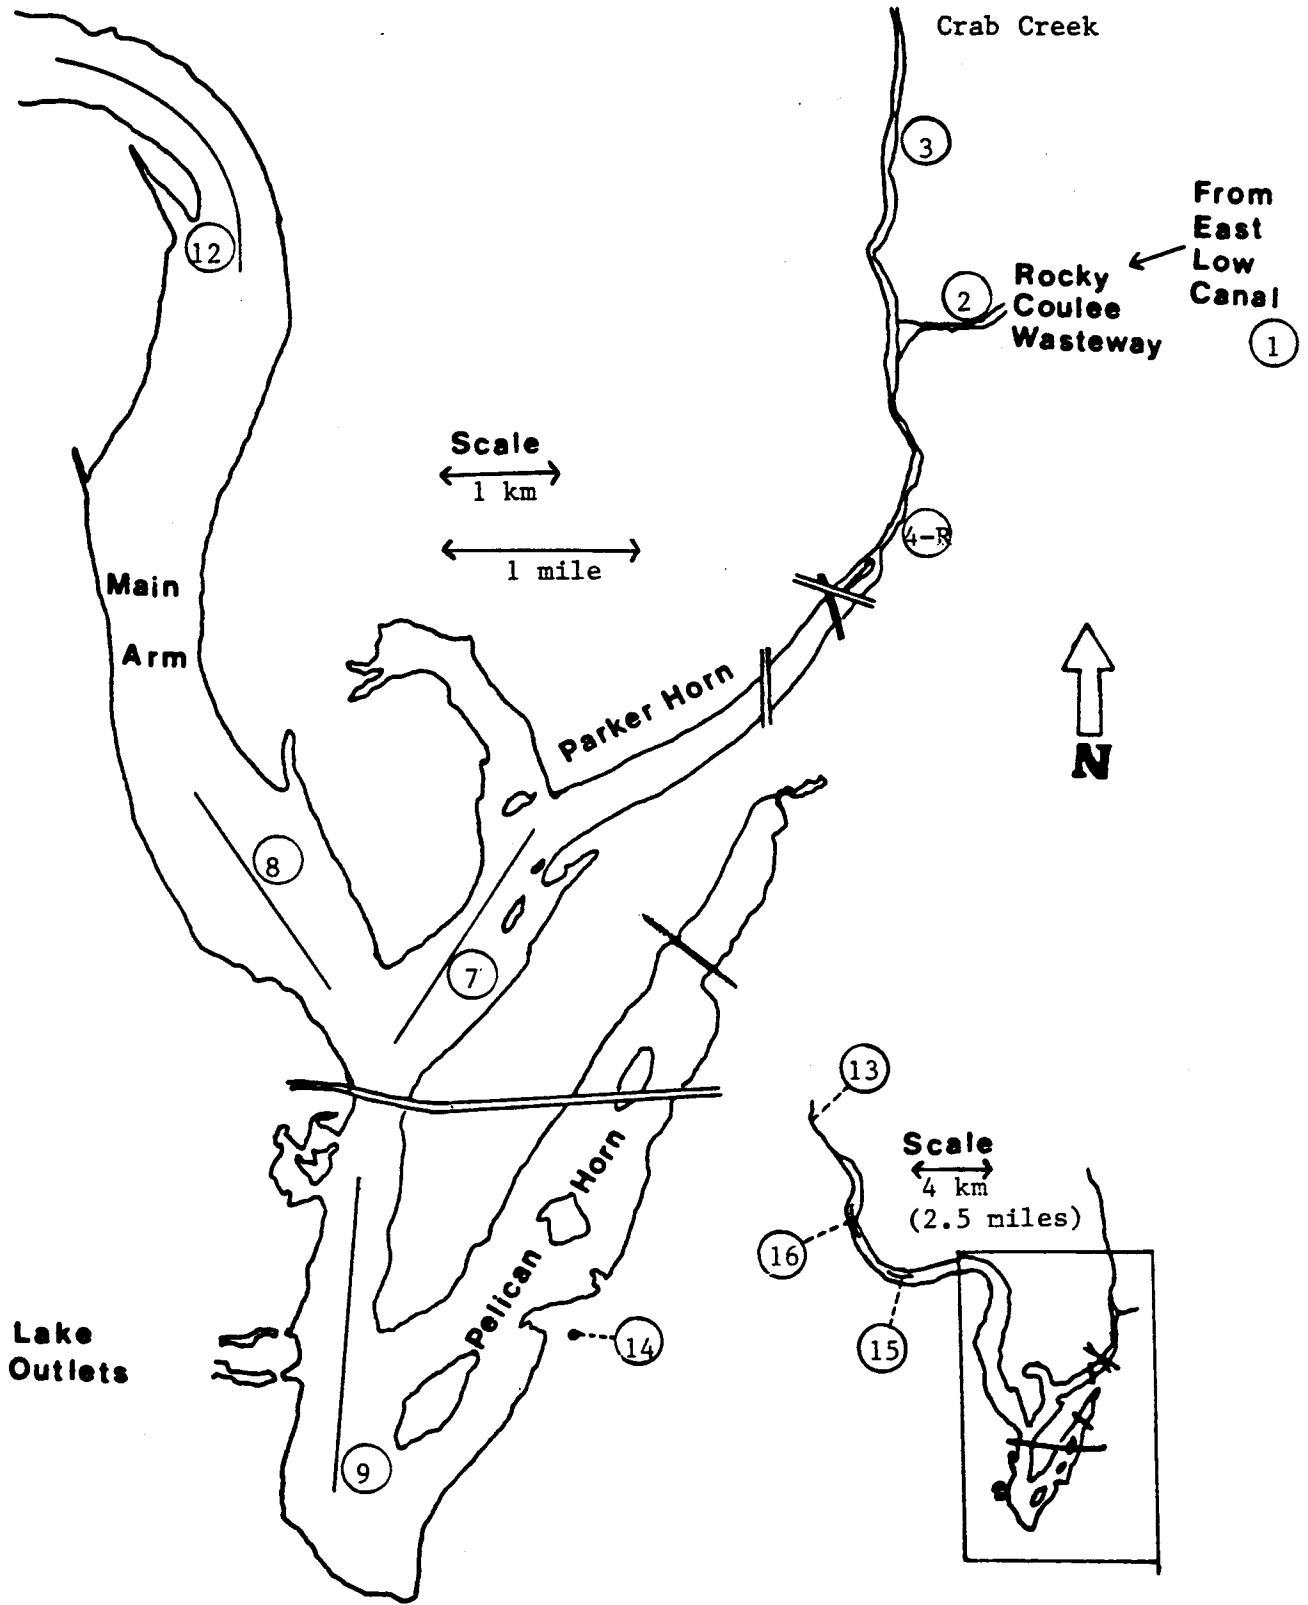 Crab Creek
3
From
East
Low
Canal
1
12
2
Rocky
Coulee
Wasteway
Scale
1 km
1 mile
4-R
Main
Arm
Parker Horn
N
8
7
13
Scale
4 km
(2.5 miles)
Horn
16
Pelican
14
15
Lake
Outlets
9